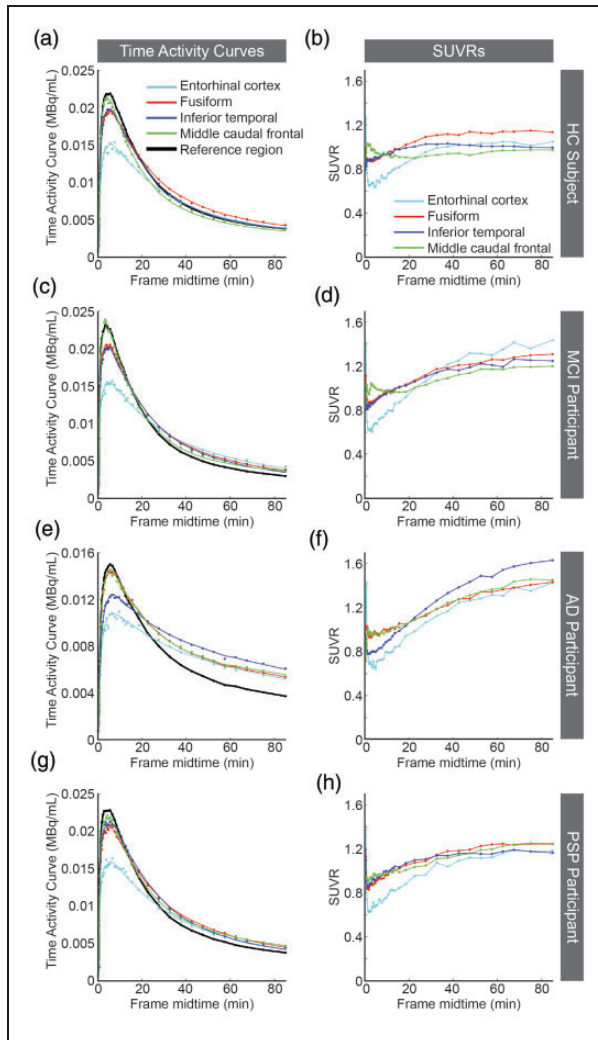 Time Activity Curves
SUVRs
(a)
Time Activity Curve (MBq/mL)
0.025
0.02
0.015
0.01
0.005
0
Entorhinal cortex
Fusiform
Inferior temporal
Middle caudal frontal
Reference region
0 20 40 60 80
Frame midtime (min)
(b)
SUVR
1.6
1.2
0.8
0.4
Entorhinal cortex
Fusiform
Inferior temporal
Middle caudal frontal
0 20 40 60 80
Frame midtime (min)
HC Subject
(c)
Time Activity Curve (MBq/mL)
0.025
0.02
0.015
0.01
0.005
0
0 20 40 60 80
Frame midtime (min)
(d)
SUVR
1.6
1.2
0.8
0.4
0 20 40 60 80
Frame midtime (min)
MCI Participant
(e)
Time Activity Curve (MBq/mL)
0.016
0.012
0.008
0.004
0
0 20 40 60 80
Frame midtime (min)
(f)
SUVR
1.6
1.2
0.8
0.4
0
0 20 40 60 80
Frame midtime (min)
AD Participant
(g)
Time Activity Curve (MBq/mL)
0.025
0.02
0.015
0.01
0.005
0
0 20 40 60 80
Frame midtime (min)
(h)
SUVR
1.6
1.2
0.8
0.4
0
0 20 40 60 80
Frame midtime (min)
PSP Participant